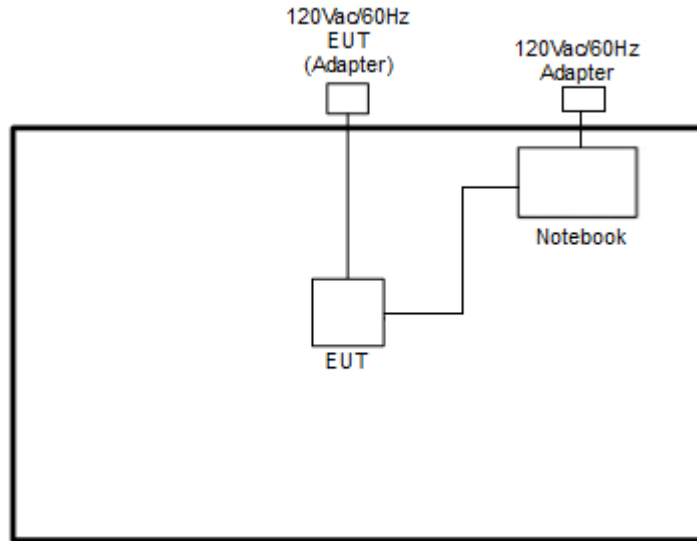 120Vac/60Hz
EUT
(Adapter)
120Vac/60Hz
Adapter
Notebook
EUT